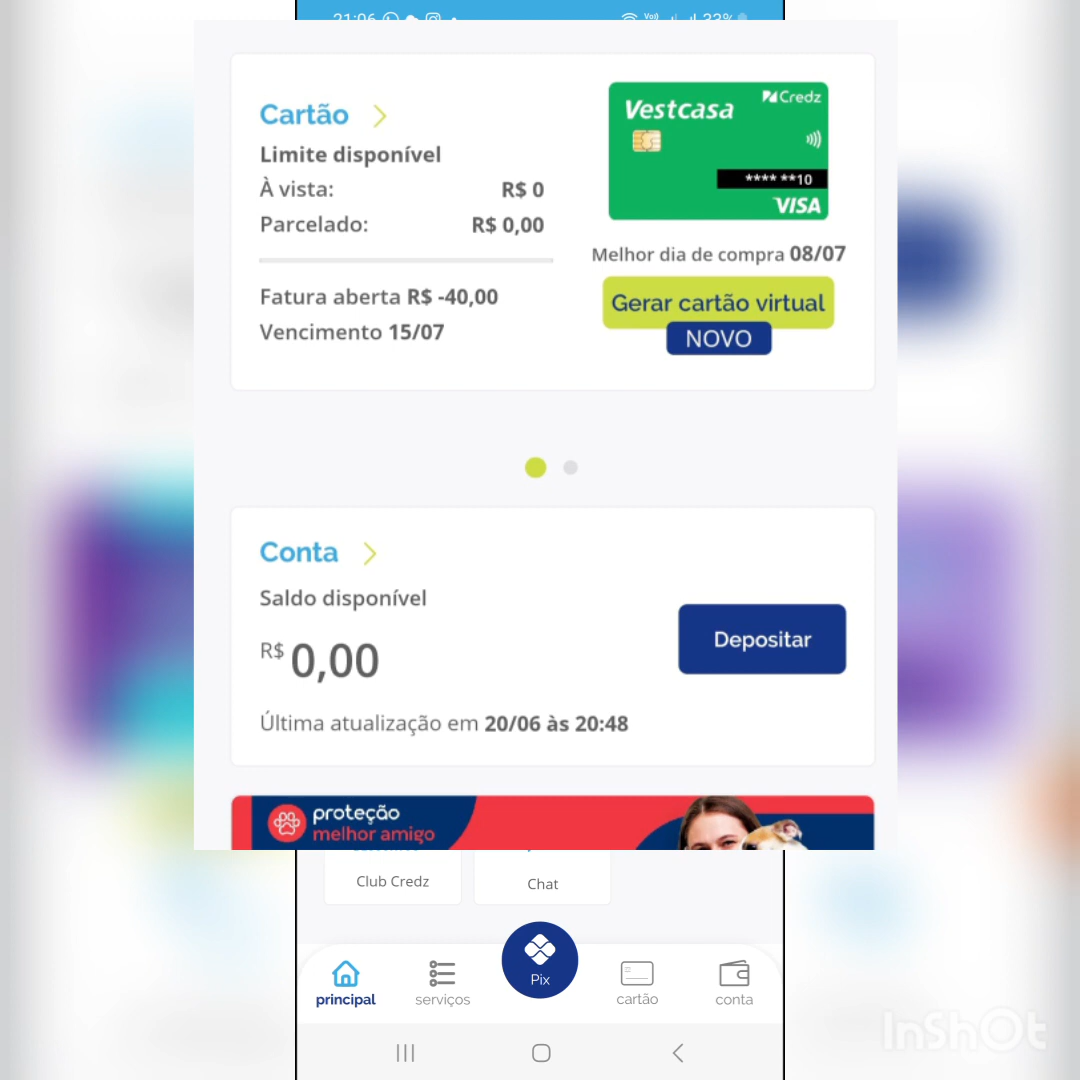 21:06
Vo)) 33%
Cartão
Limite disponível
À vista: R$ 0
Parcelado: R$ 0,00
Fatura aberta R$ -40,00
Vencimento 15/07
Vestcasa
Credz
**** **10
VISA
Melhor dia de compra 08/07
Gerar cartão virtual
NOVO
Conta
Saldo disponível
R$ 0,00
Depositar
Última atualização em 20/06 às 20:48
proteção
melhor amigo
Club Credz
Chat
principal
serviços
Pix
cartão
conta
InShOt